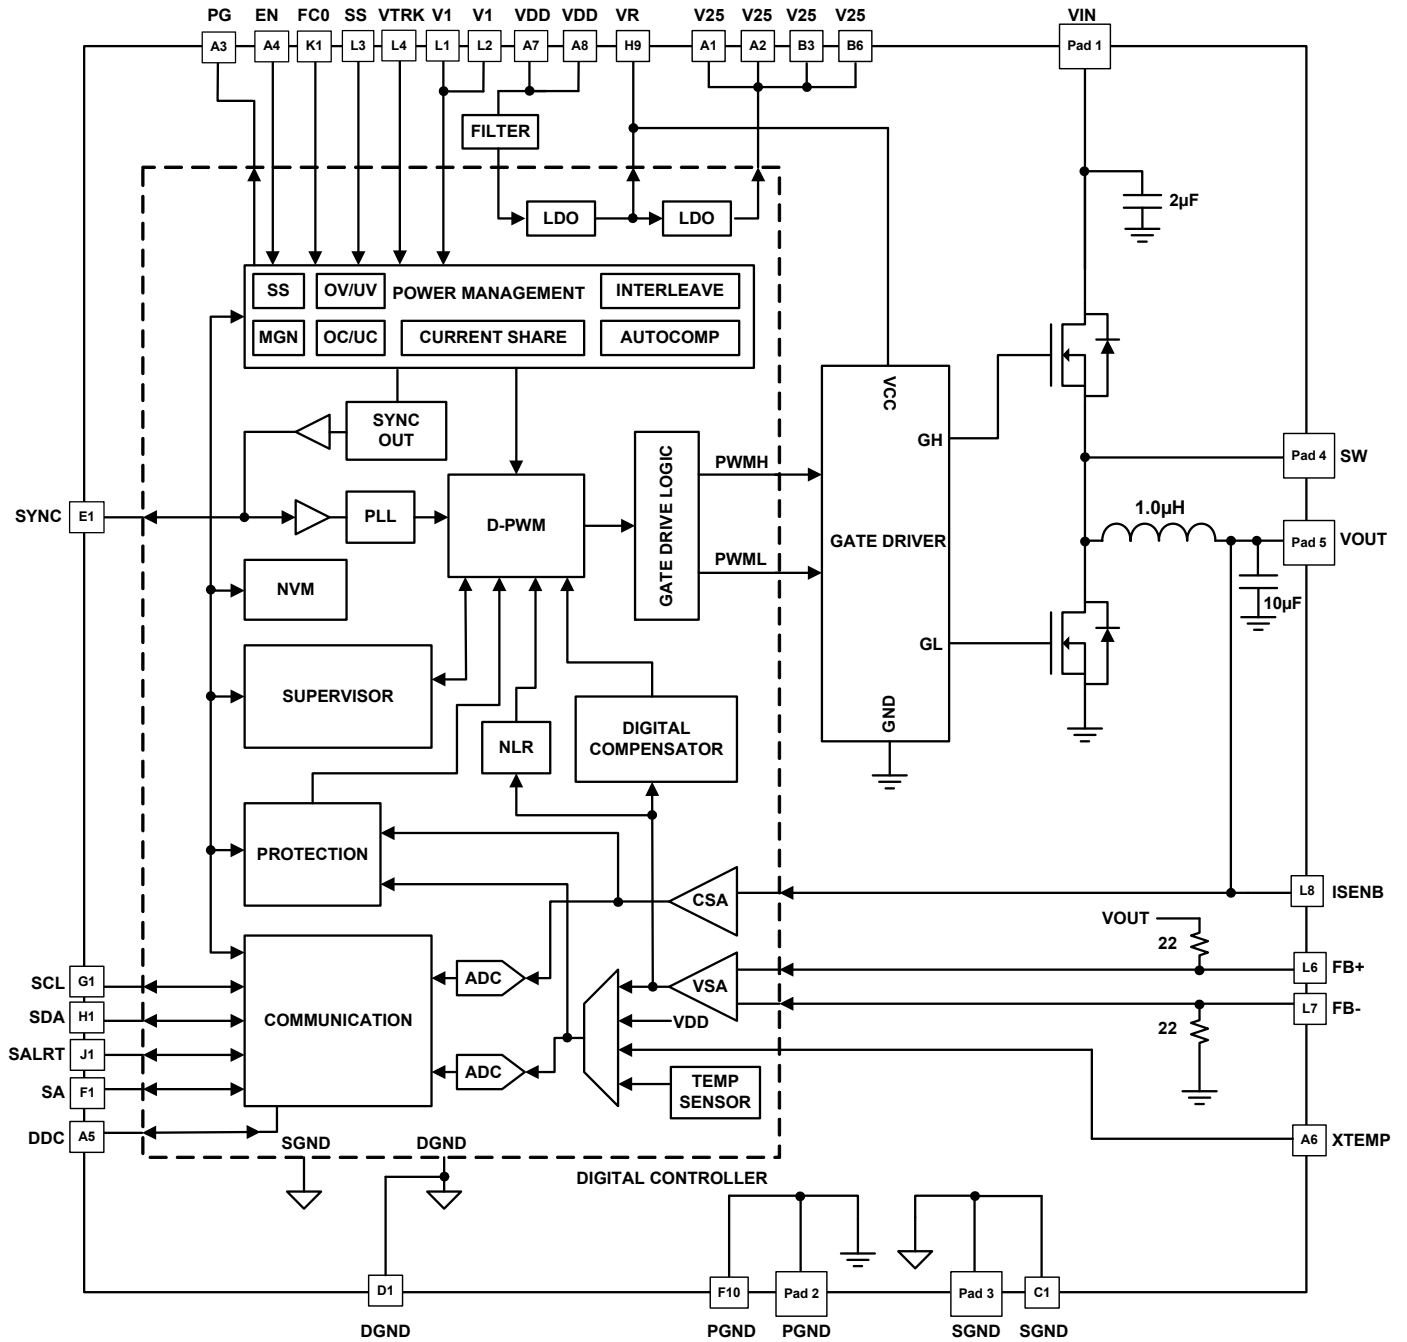 PG EN FC0 SS VTRK V1 V1 VDD VDD VR V25 V25 V25 V25 VIN
A3 A4 K1 L3 L4 L1 L2 A7 A8 H9 A1 A2 B3 B6 Pad 1
FILTER
2µF
LDO LDO
SS OV/UV POWER MANAGEMENT INTERLEAVE
MGN OC/UC CURRENT SHARE AUTOCOMP
VCC
SYNC
OUT
GH
Pad 4 SW
PWMH
GATE DRIVE LOGIC
1.0µH
SYNC E1 PLL D-PWM GATE DRIVER Pad 5 VOUT
PWML
NVM
10µF
GL
SUPERVISOR
GND
DIGITAL
COMPENSATOR
NLR
PROTECTION
CSA L8 ISENB
VOUT
22
SCL G1 ADC VSA L6 FB+
SDA H1 COMMUNICATION VDD L7 FB-
22
SALRT J1
SA F1 ADC TEMP
SENSOR
DDC A5 SGND DGND A6 XTEMP
DIGITAL CONTROLLER
D1 F10 Pad 2 Pad 3 C1
DGND PGND PGND SGND SGND